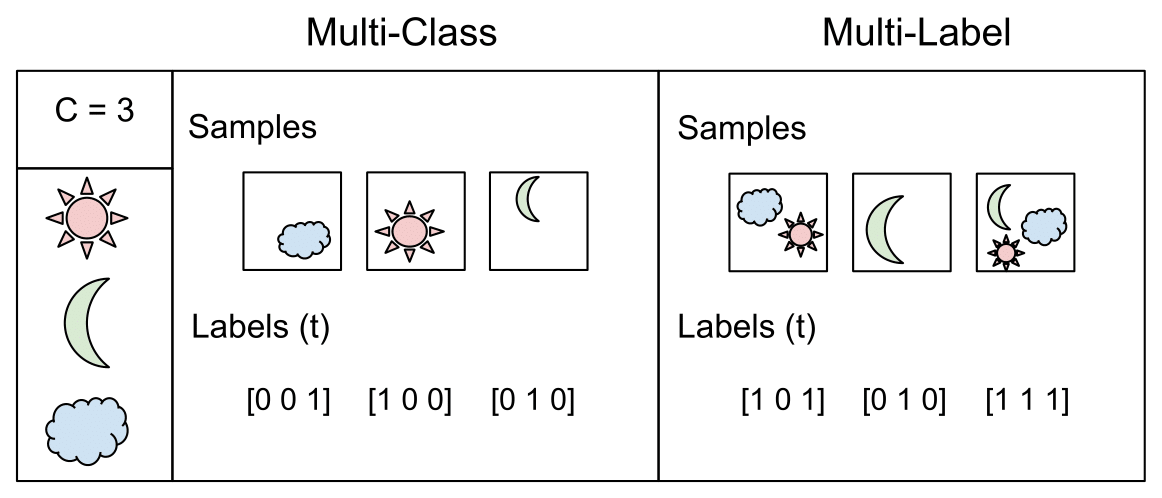 Multi-Class
Multi-Label
C = 3
Samples
Samples
Labels (t)
Labels (t)
[0 0 1] [1 0 0] [0 1 0]
[1 0 1] [0 1 0] [1 1 1]